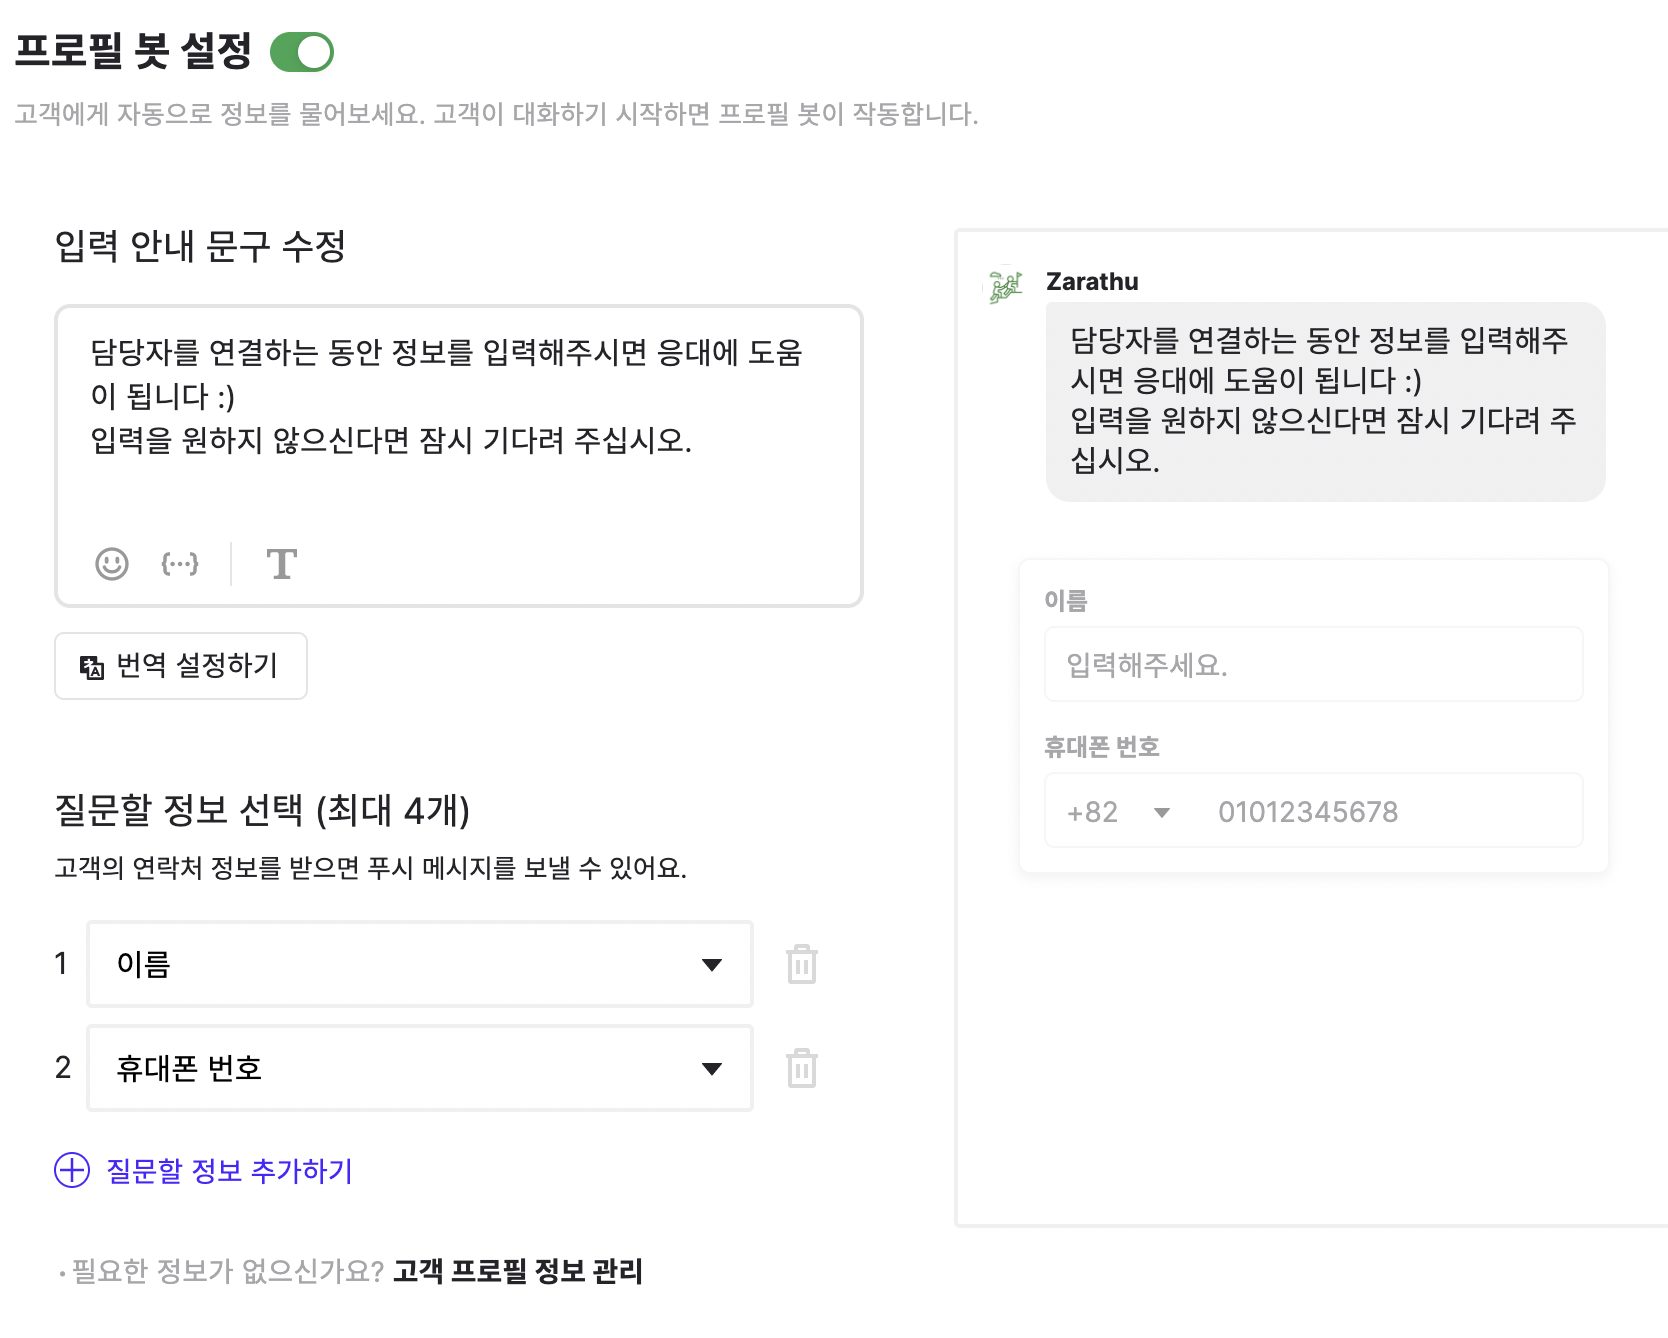 프로필 봇 설정
고객에게 자동으로 정보를 물어보세요. 고객이 대화하기 시작하면 프로필 봇이 작동합니다.
입력 안내 문구 수정
담당자를 연결하는 동안 정보를 입력해주시면 응대에 도움
이 됩니다 :)
입력을 원하지 않으신다면 잠시 기다려 주십시오.
T
번역 설정하기
질문할 정보 선택 (최대 4개)
고객의 연락처 정보를 받으면 푸시 메시지를 보낼 수 있어요.
1 이름
2 휴대폰 번호
질문할 정보 추가하기
· 필요한 정보가 없으신가요? 고객 프로필 정보 관리
Zarathu
담당자를 연결하는 동안 정보를 입력해주
시면 응대에 도움이 됩니다 :)
입력을 원하지 않으신다면 잠시 기다려 주
십시오.
이름
입력해주세요.
휴대폰 번호
+82 01012345678